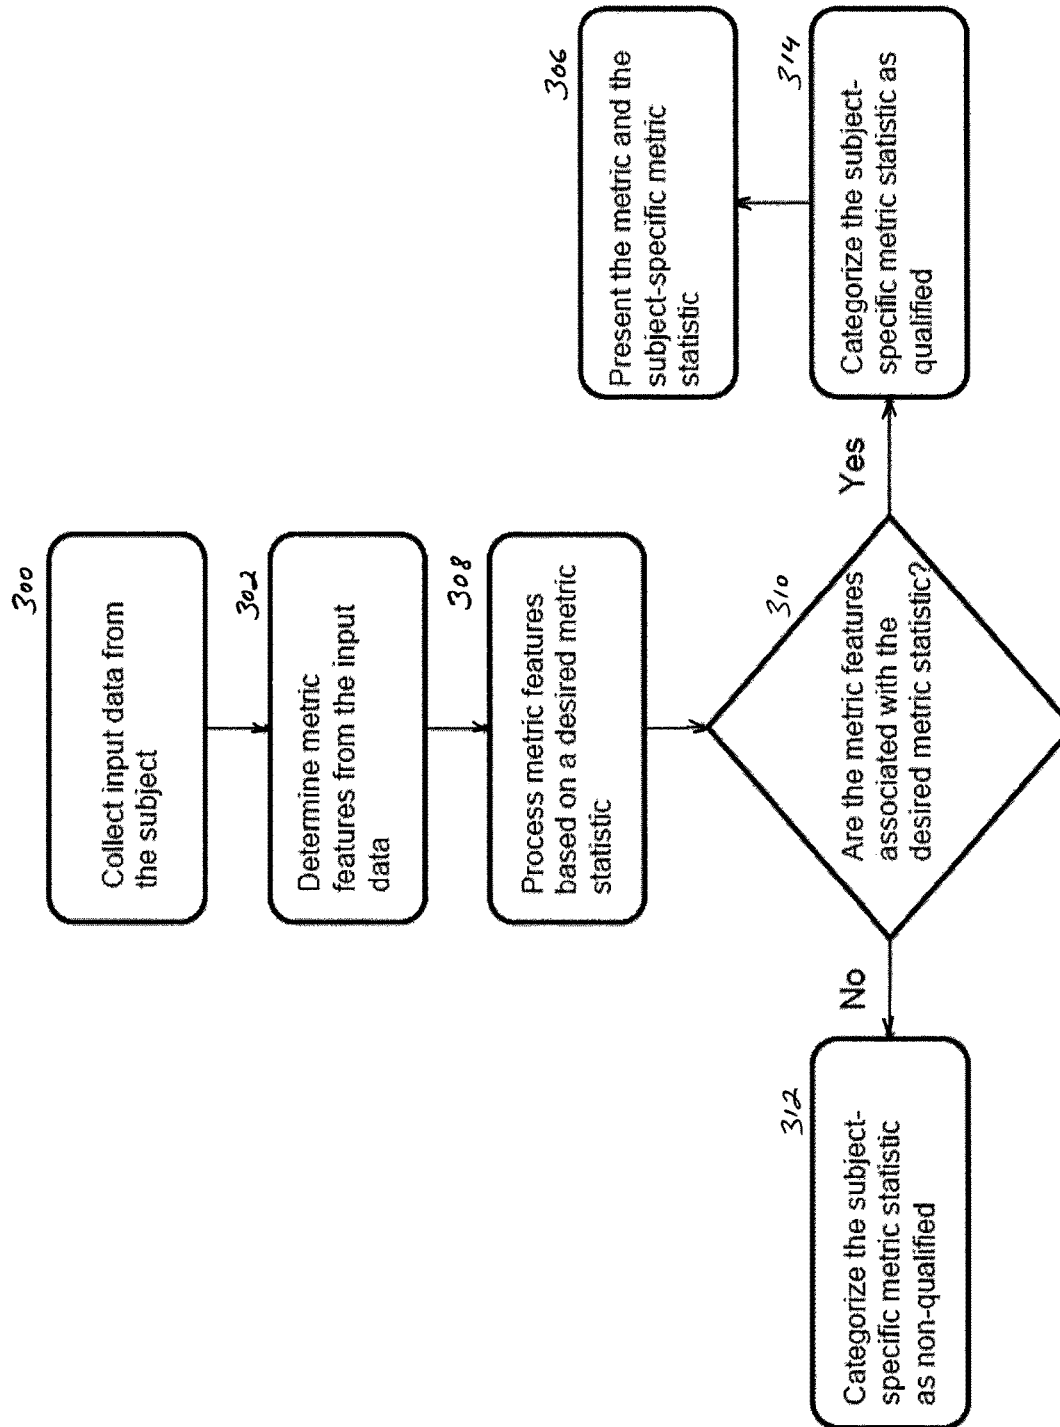 300
Collect input data from
the subject
302
Determine metric
features from the input
data
308
Process metric features
based on a desired metric
statistic
310
Are the metric features
associated with the
desired metric statistic?
No
312
Categorize the subject-
specific metric statistic
as non-qualified
Yes
314
Categorize the subject-
specific metric statistic as
qualified
306
Present the metric and the
subject-specific metric
statistic